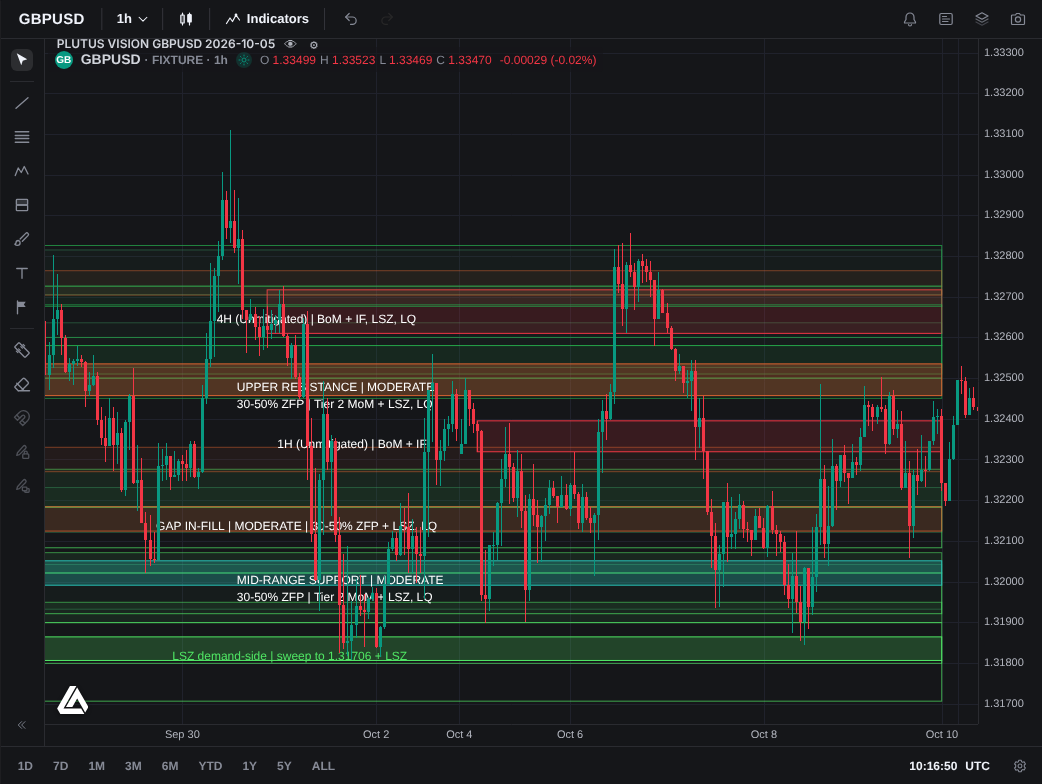 GBPUSD 1h Indicators
PLUTUS VISION GBPUSD 2026-10-05
GB GBPUSD · FIXTURE · 1h O 1.33499 H 1.33523 L 1.33469 C 1.33470 -0.00029 (-0.02%)
1.33300
1.33200
1.33100
1.33000
1.32900
1.32800
1.32700
4H (Unmitigated) | BoM + IF, LSZ, LQ
1.32600
1.32500
UPPER RESISTANCE | MODERATE
30-50% ZFP | Tier 2 MoM + LSZ, LQ
1.32400
1H (Unmitigated) | BoM + IF
1.32300
1.32200
GAP IN-FILL | MODERATE | 30-50% ZFP + LSZ, LQ
1.32100
MID-RANGE SUPPORT | MODERATE
1.32000
30-50% ZFP | Tier 2 MoM + LSZ, LQ
1.31900
LSZ demand-side | sweep to 1.31706 + LSZ
1.31800
1.31700
Sep 30 Oct 2 Oct 4 Oct 6 Oct 8 Oct 10
1D 7D 1M 3M 6M YTD 1Y 5Y ALL 10:16:50 UTC